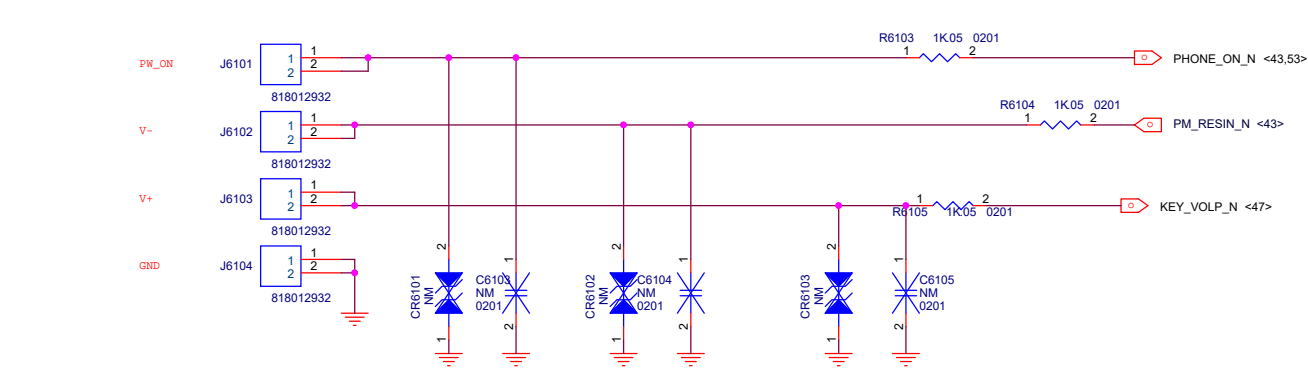 R6103 1K.05 0201
1 2
PHONE_ON_N <43,53>
PW_ON J6101 1 1
2 2
818012932
R6104 1K.05 0201
1 2
PM_RESIN_N <43>
V- J6102 1 1
2 2
818012932
V+ J6103 1 1
2 2
818012932
1 2
R6105 1K.05 0201
KEY_VOLP_N <47>
GND J6104 1 1
2 2
818012932
2 1 2 1 2 1
CR6101
NM
C6103
NM
0201
CR6102
NM
C6104
NM
0201
CR6103
NM
C6105
NM
0201
1 2 1 2 1 2